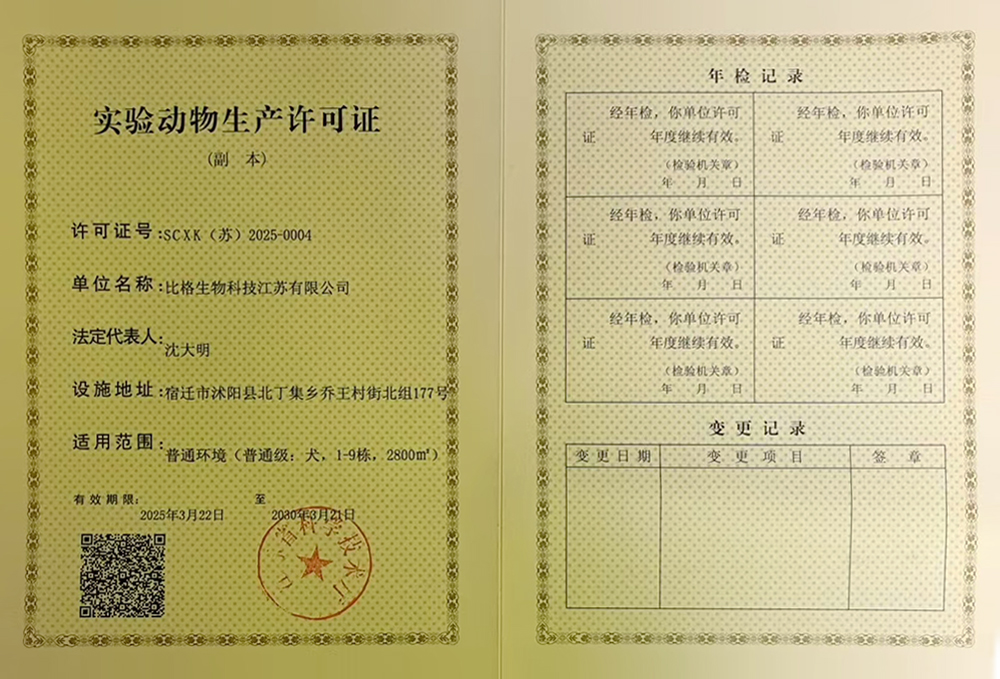 实验动物生产许可证
(副 本)
许可证号:SCXK（苏）2025-0004
单位名称:比格生物科技江苏有限公司
法定代表人:沈大明
设施地址:宿迁市沭阳县北丁集乡乔王村街北组177号
适用范围:普通环境（普通级：犬，1-9栋，2800㎡）
有效期限: 2025年3月22日 至 2030年3月21日
江苏省科学技术厅
年检记录
经年检，你单位许可
证 年度继续有效。
（检验机关章）
年 月 日
经年检，你单位许可
证 年度继续有效。
（检验机关章）
年 月 日
经年检，你单位许可
证 年度继续有效。
（检验机关章）
年 月 日
经年检，你单位许可
证 年度继续有效。
（检验机关章）
年 月 日
经年检，你单位许可
证 年度继续有效。
（检验机关章）
年 月 日
经年检，你单位许可
证 年度继续有效。
（检验机关章）
年 月 日
变更记录
变更日期 变更项目 签章